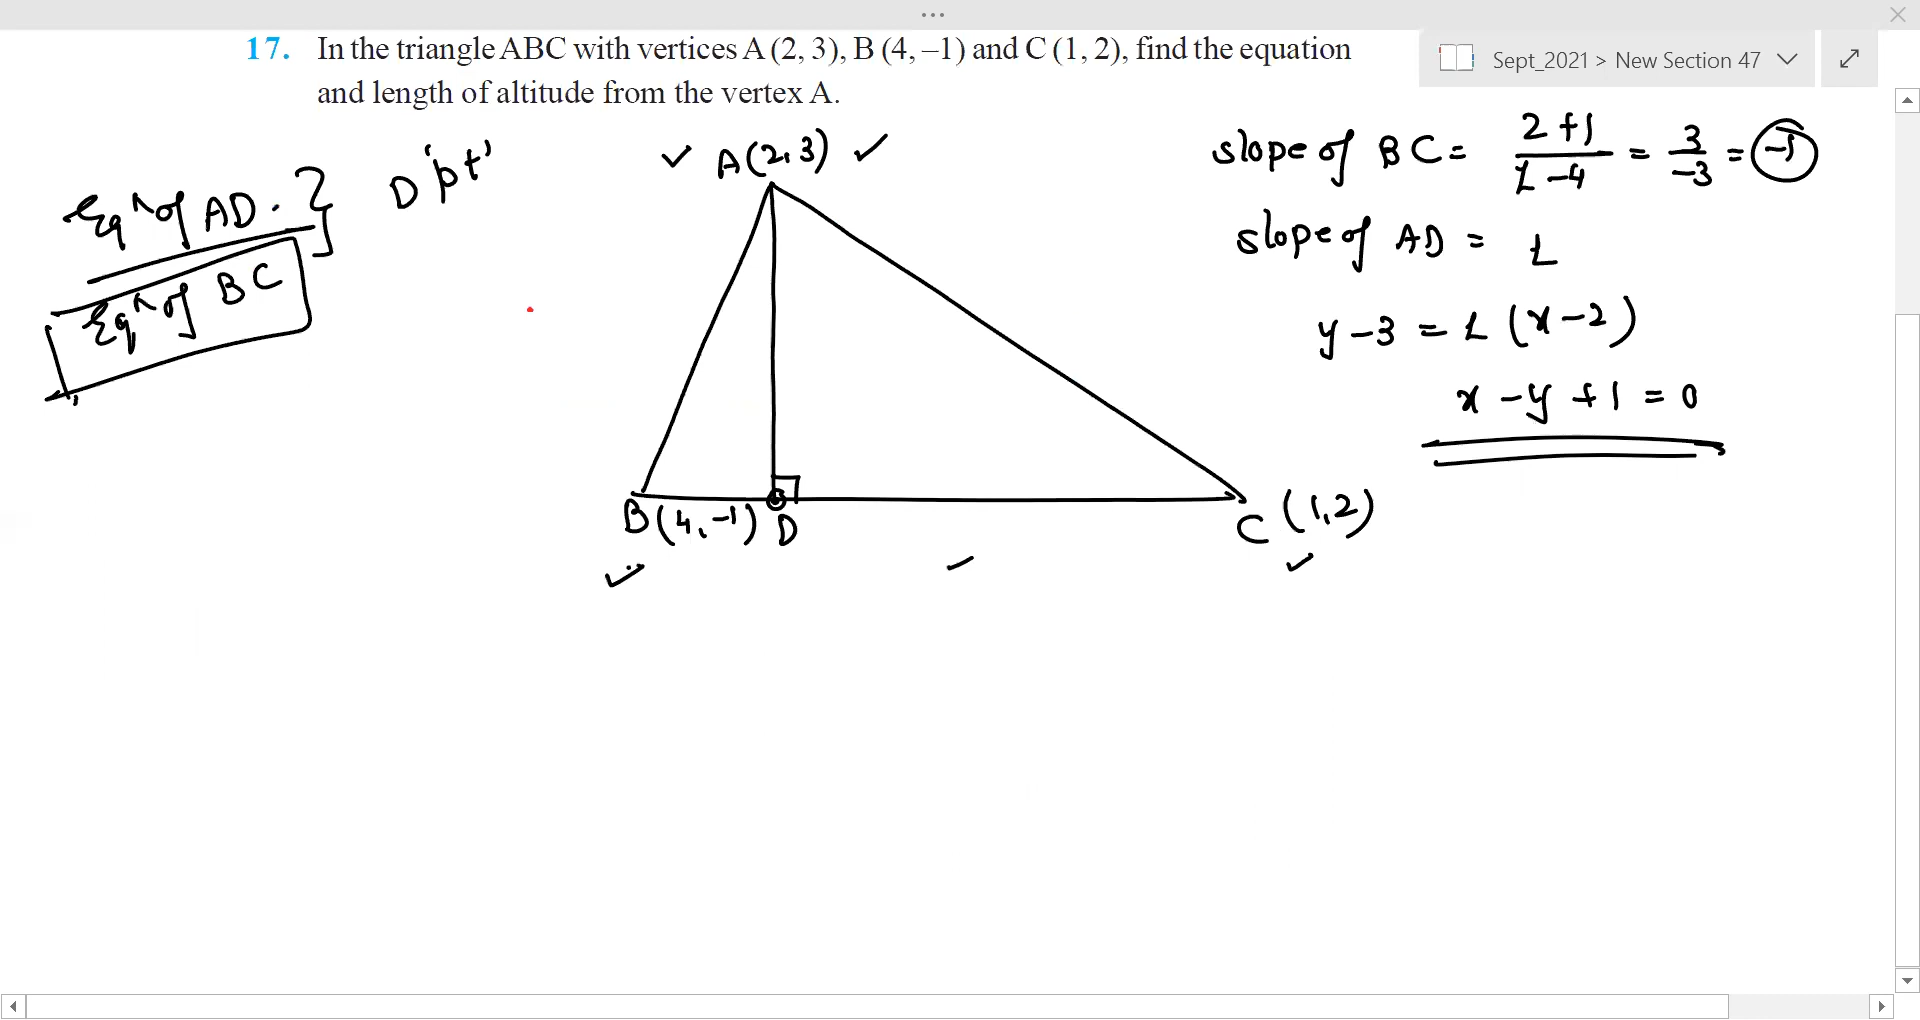 17. In the triangle ABC with vertices A (2, 3), B (4, –1) and C (1, 2), find the equation
and length of altitude from the vertex A.
Sept_2021 > New Section 47
Eqⁿ of AD. ?
Eqⁿ of BC
D 'pt'
A(2,3)
B(4,-1)
D
C (1,2)
slope of BC = 2+1/1-4 = 3/-3 = -1
slope of AD = 1
y-3 = 1(x-2)
x-y+1=0